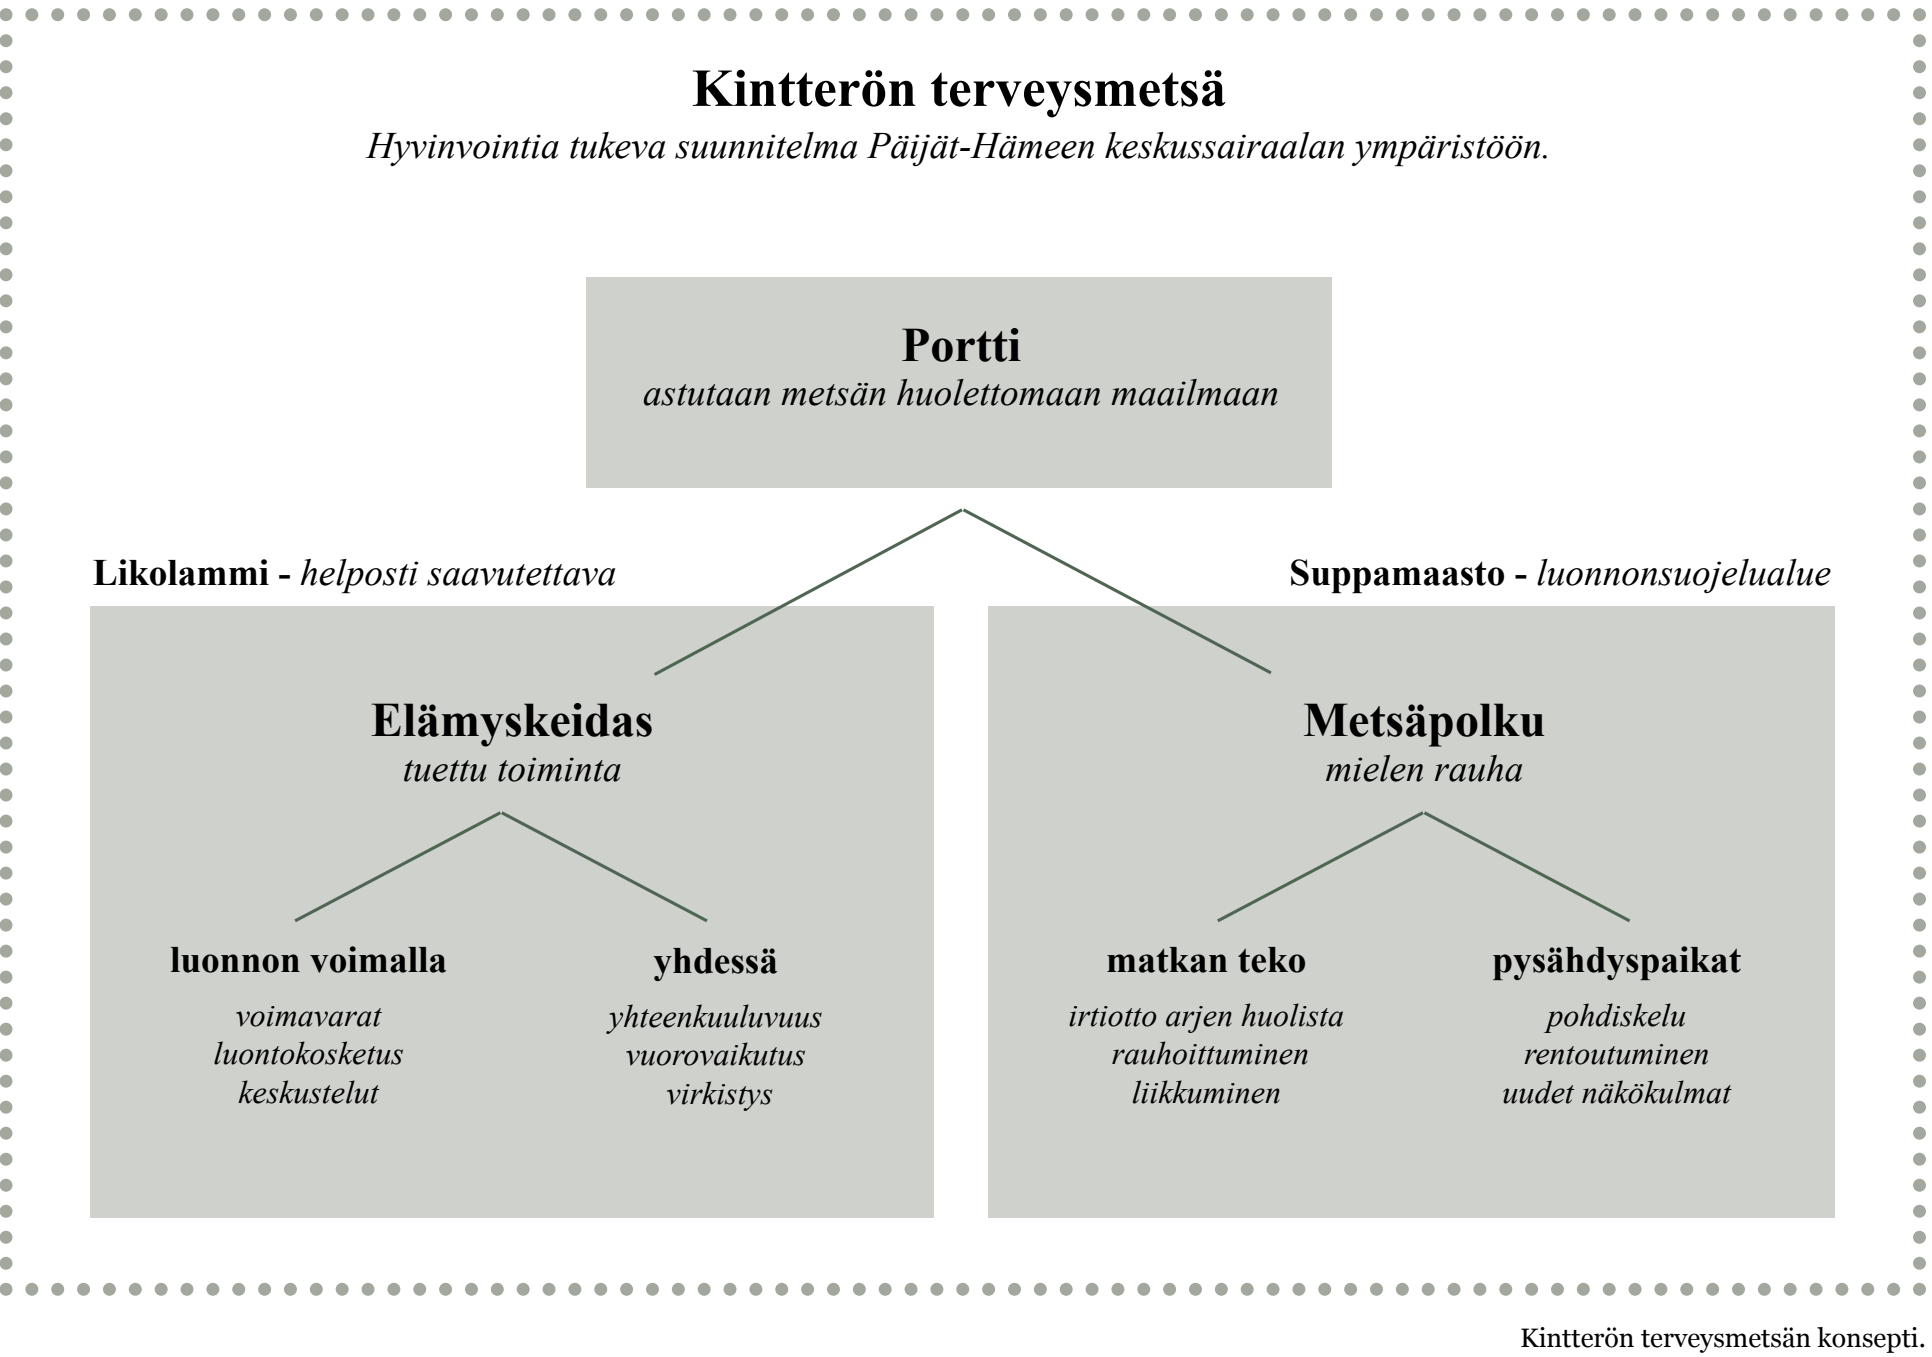 Kintterön terveysmetsä
Hyvinvointia tukeva suunnitelma Päijät-Hämeen keskussairaalan ympäristöön.
Portti
astutaan metsän huolettomaan maailmaan
Likolammi - helposti saavutettava
Elämyskeidas
tuettu toiminta
luonnon voimalla
voimavarat
luontokosketus
keskustelut
yhdessä
yhteenkuuluvuus
vuorovaikutus
virkistys
Suppamaasto - luonnonsuojelualue
Metsäpolku
mielen rauha
matkan teko
irtiotto arjen huolista
rauhoittuminen
liikkuminen
pysähdyspaikat
pohdiskelu
rentoutuminen
uudet näkökulmat
Kintterön terveysmetsän konsepti.